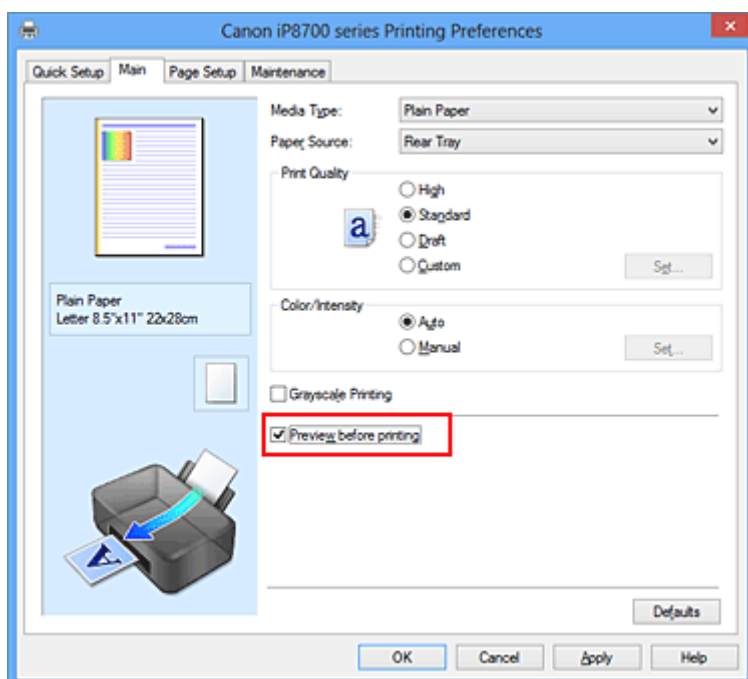 Canon iP8700 series Printing Preferences
Quick Setup Main Page Setup Maintenance
Media Type: Plain Paper
Paper Source: Rear Tray
Print Quality
High
Standard
Draft
Custom Set...
a
Plain Paper
Letter 8.5"x11" 22x28cm
Color/Intensity
Auto
Manual Set...
Grayscale Printing
Preview before printing
A
Defaults
OK Cancel Apply Help